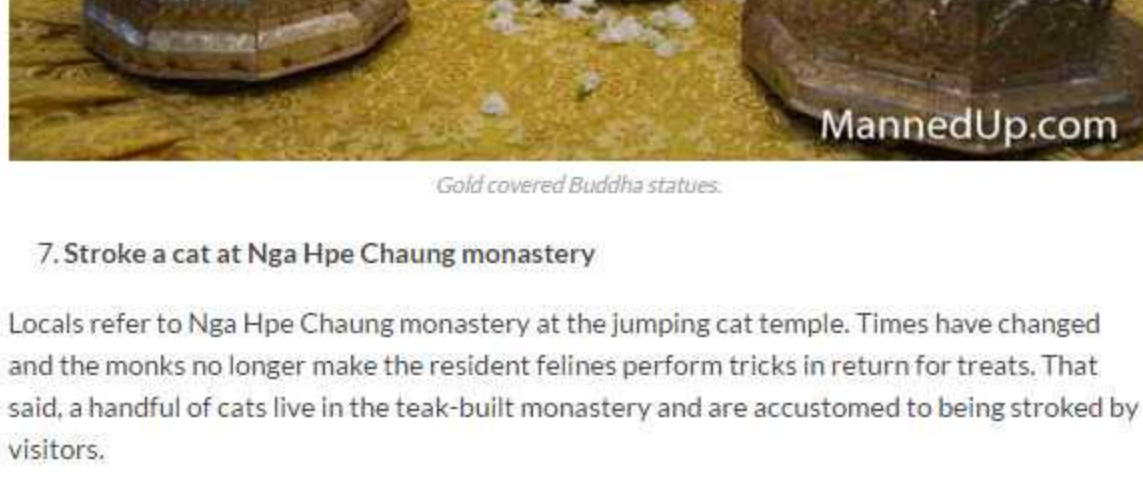 MannedUp.com
Gold covered Buddha statues.
7. Stroke a cat at Nga Hpe Chaung monastery
Locals refer to Nga Hpe Chaung monastery at the jumping cat temple. Times have changed
and the monks no longer make the resident felines perform tricks in return for treats. That
said, a handful of cats live in the teak-built monastery and are accustomed to being stroked by
visitors.